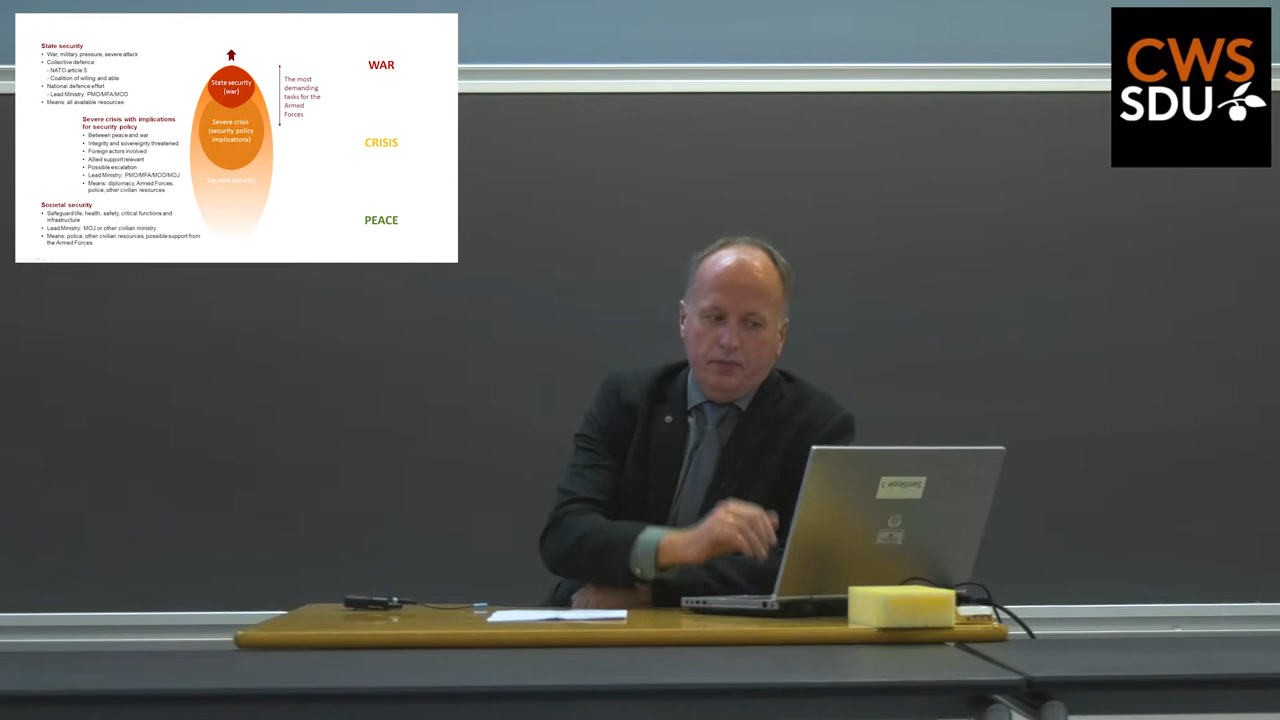 State security
• War, military pressure, severe attack
• Collective defence
- NATO article 5
- Coalition of willing and able
• National defence effort
- Lead Ministry: PMO/MFA/MOD
• Means: all available resources
Severe crisis with implications
for security policy
• Between peace and war
• Integrity and sovereignty threatened
• Foreign actors involved
• Allied support relevant
• Possible escalation
• Lead Ministry: PMO/MFA/MOD/MOJ
• Means: diplomacy, Armed Forces,
police, other civilian resources
Societal security
• Safeguard life, health, safety, critical functions and
infrastructure
• Lead Ministry: MOJ or other civilian ministry
• Means: police, other civilian resources, possible support from
the Armed Forces
State security
(war)
Severe crisis
(security policy
implications)
Societal security
The most
demanding
tasks for the
Armed
Forces
WAR
CRISIS
PEACE
CWS
SDU
SamSkype 3